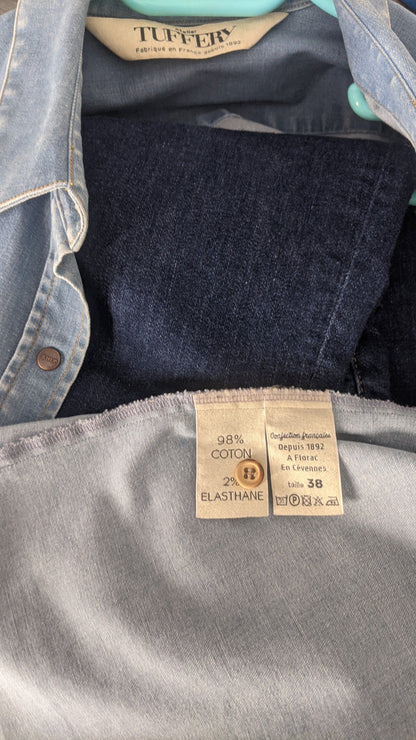 Atelier
TUFFERY
Fabriqué en France depuis 1892
98%
COTON
2%
ELASTHANE
Confection française
Depuis 1892
A Florac
En Cévennes
taille 38